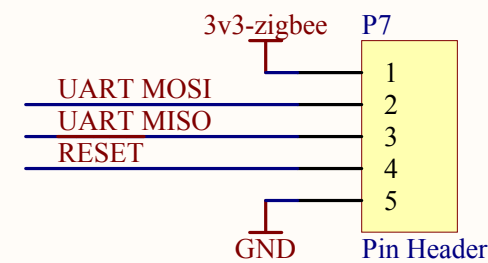 3v3-zigbee P7
1
UART MOSI 2
UART MISO 3
RESET 4
5
GND Pin Header